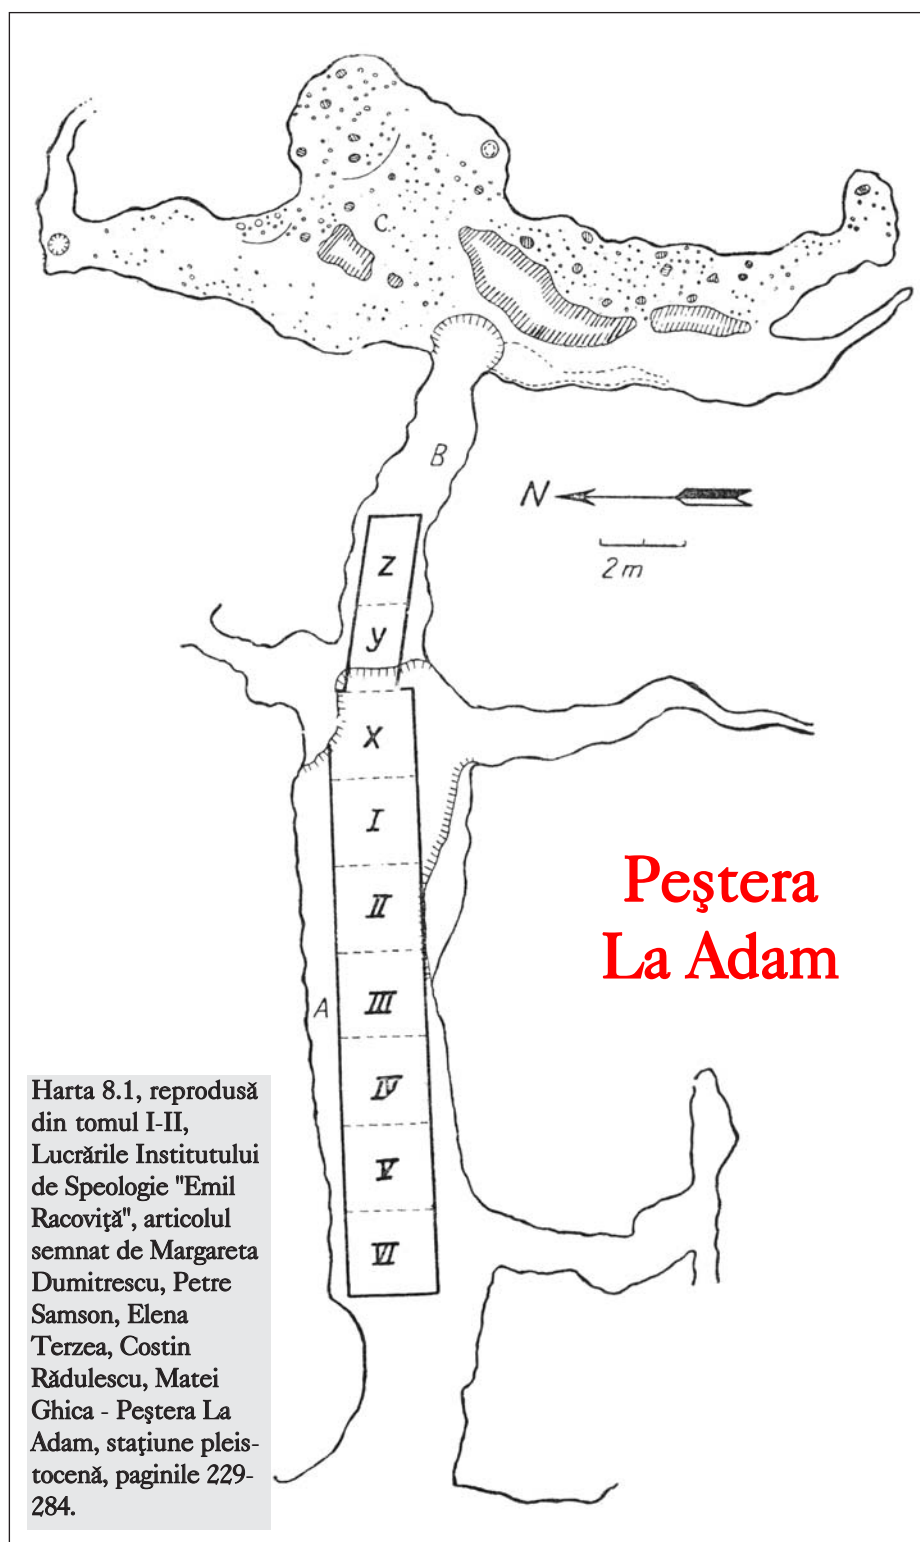 C
B
N
2 m
Z
y
X
I
II
Peştera
La Adam
III
A
IV
V
VI
Harta 8.1, reprodusă
din tomul I-II,
Lucrările Institutului
de Speologie "Emil
Racoviţă", articolul
semnat de Margareta
Dumitrescu, Petre
Samson, Elena
Terzea, Costin
Rădulescu, Matei
Ghica - Peştera La
Adam, staţiune pleis-
tocenă, paginile 229-
284.